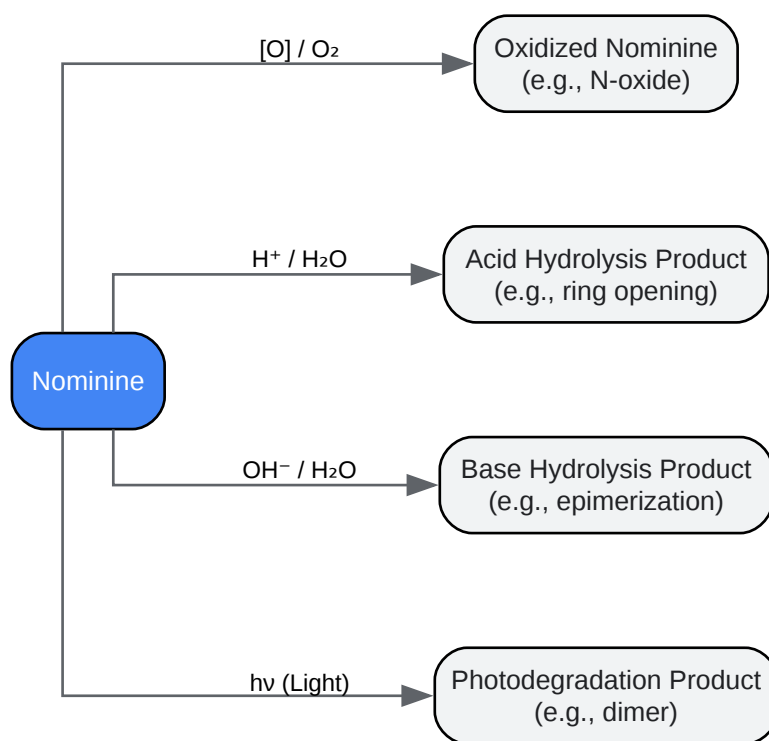 [O] / O₂
Oxidized Nominine
(e.g., N-oxide)
H⁺ / H₂O
Acid Hydrolysis Product
(e.g., ring opening)
Nominine
OH⁻ / H₂O
Base Hydrolysis Product
(e.g., epimerization)
hν (Light)
Photodegradation Product
(e.g., dimer)